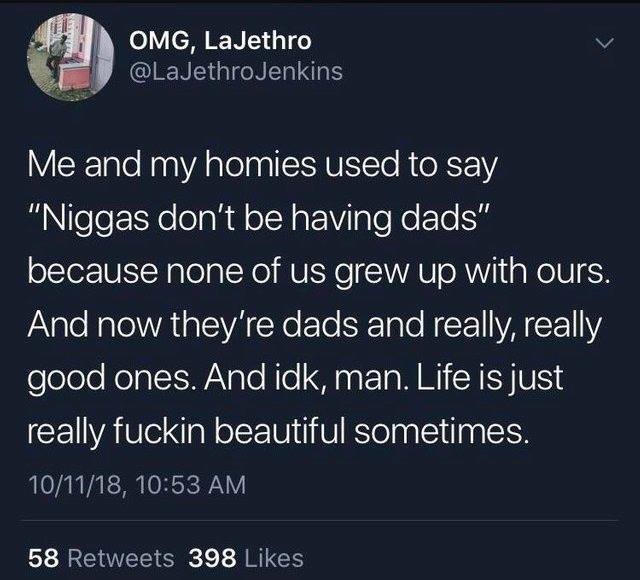 OMG, LaJethro
@LaJethroJenkins
Me and my homies used to say
"Niggas don't be having dads"
because none of us grew up with ours.
And now they're dads and really, really
good ones. And idk, man. Life is just
really fuckin beautiful sometimes.
10/11/18, 10:53 AM
58 Retweets 398 Likes